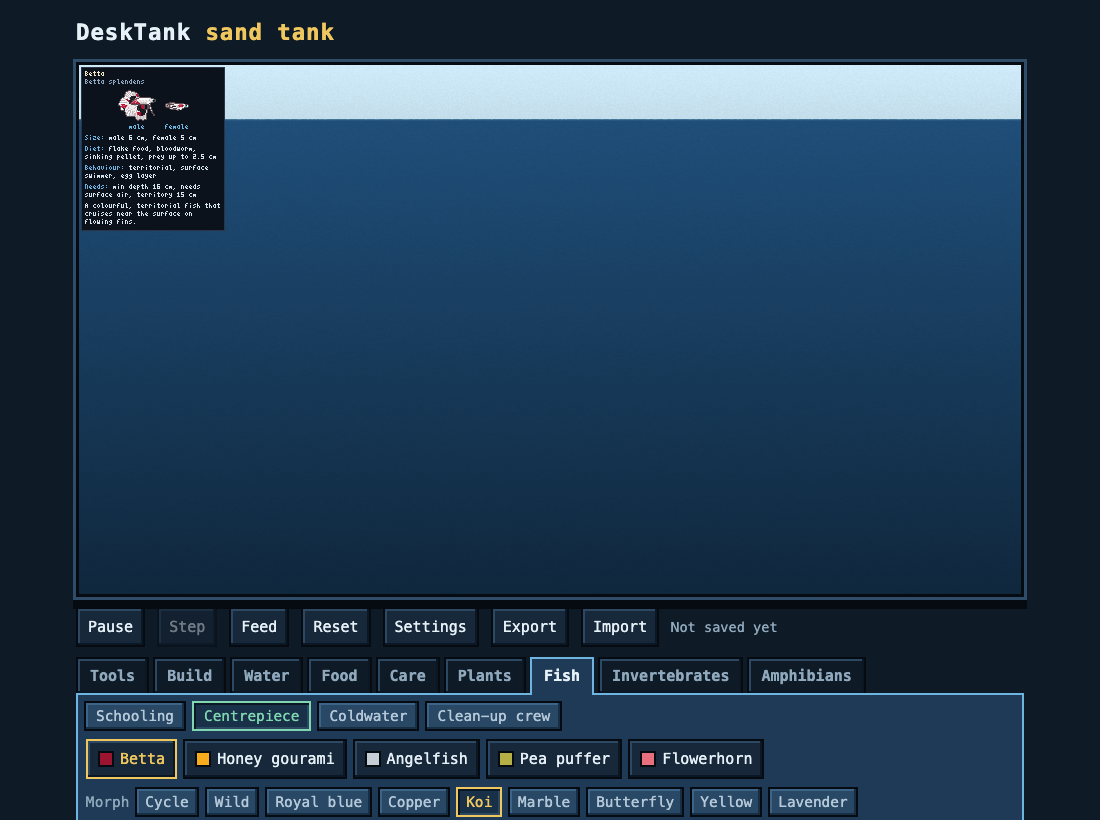 DeskTank sand tank
Betta
Betta splendens
male female
Size: male 6 cm, female 5 cm
Diet: flake food, bloodworm,
sinking pellet, prey up to 2.5 cm
Behaviour: territorial, surface
swimmer, egg layer
Needs: min depth 16 cm, needs
surface air, territory 15 cm
A colourful, territorial fish that
cruises near the surface on
flowing fins.
Pause Step Feed Reset Settings Export Import Not saved yet
Tools Build Water Food Care Plants Fish Invertebrates Amphibians
Schooling Centrepiece Coldwater Clean-up crew
Betta Honey gourami Angelfish Pea puffer Flowerhorn
Morph Cycle Wild Royal blue Copper Koi Marble Butterfly Yellow Lavender